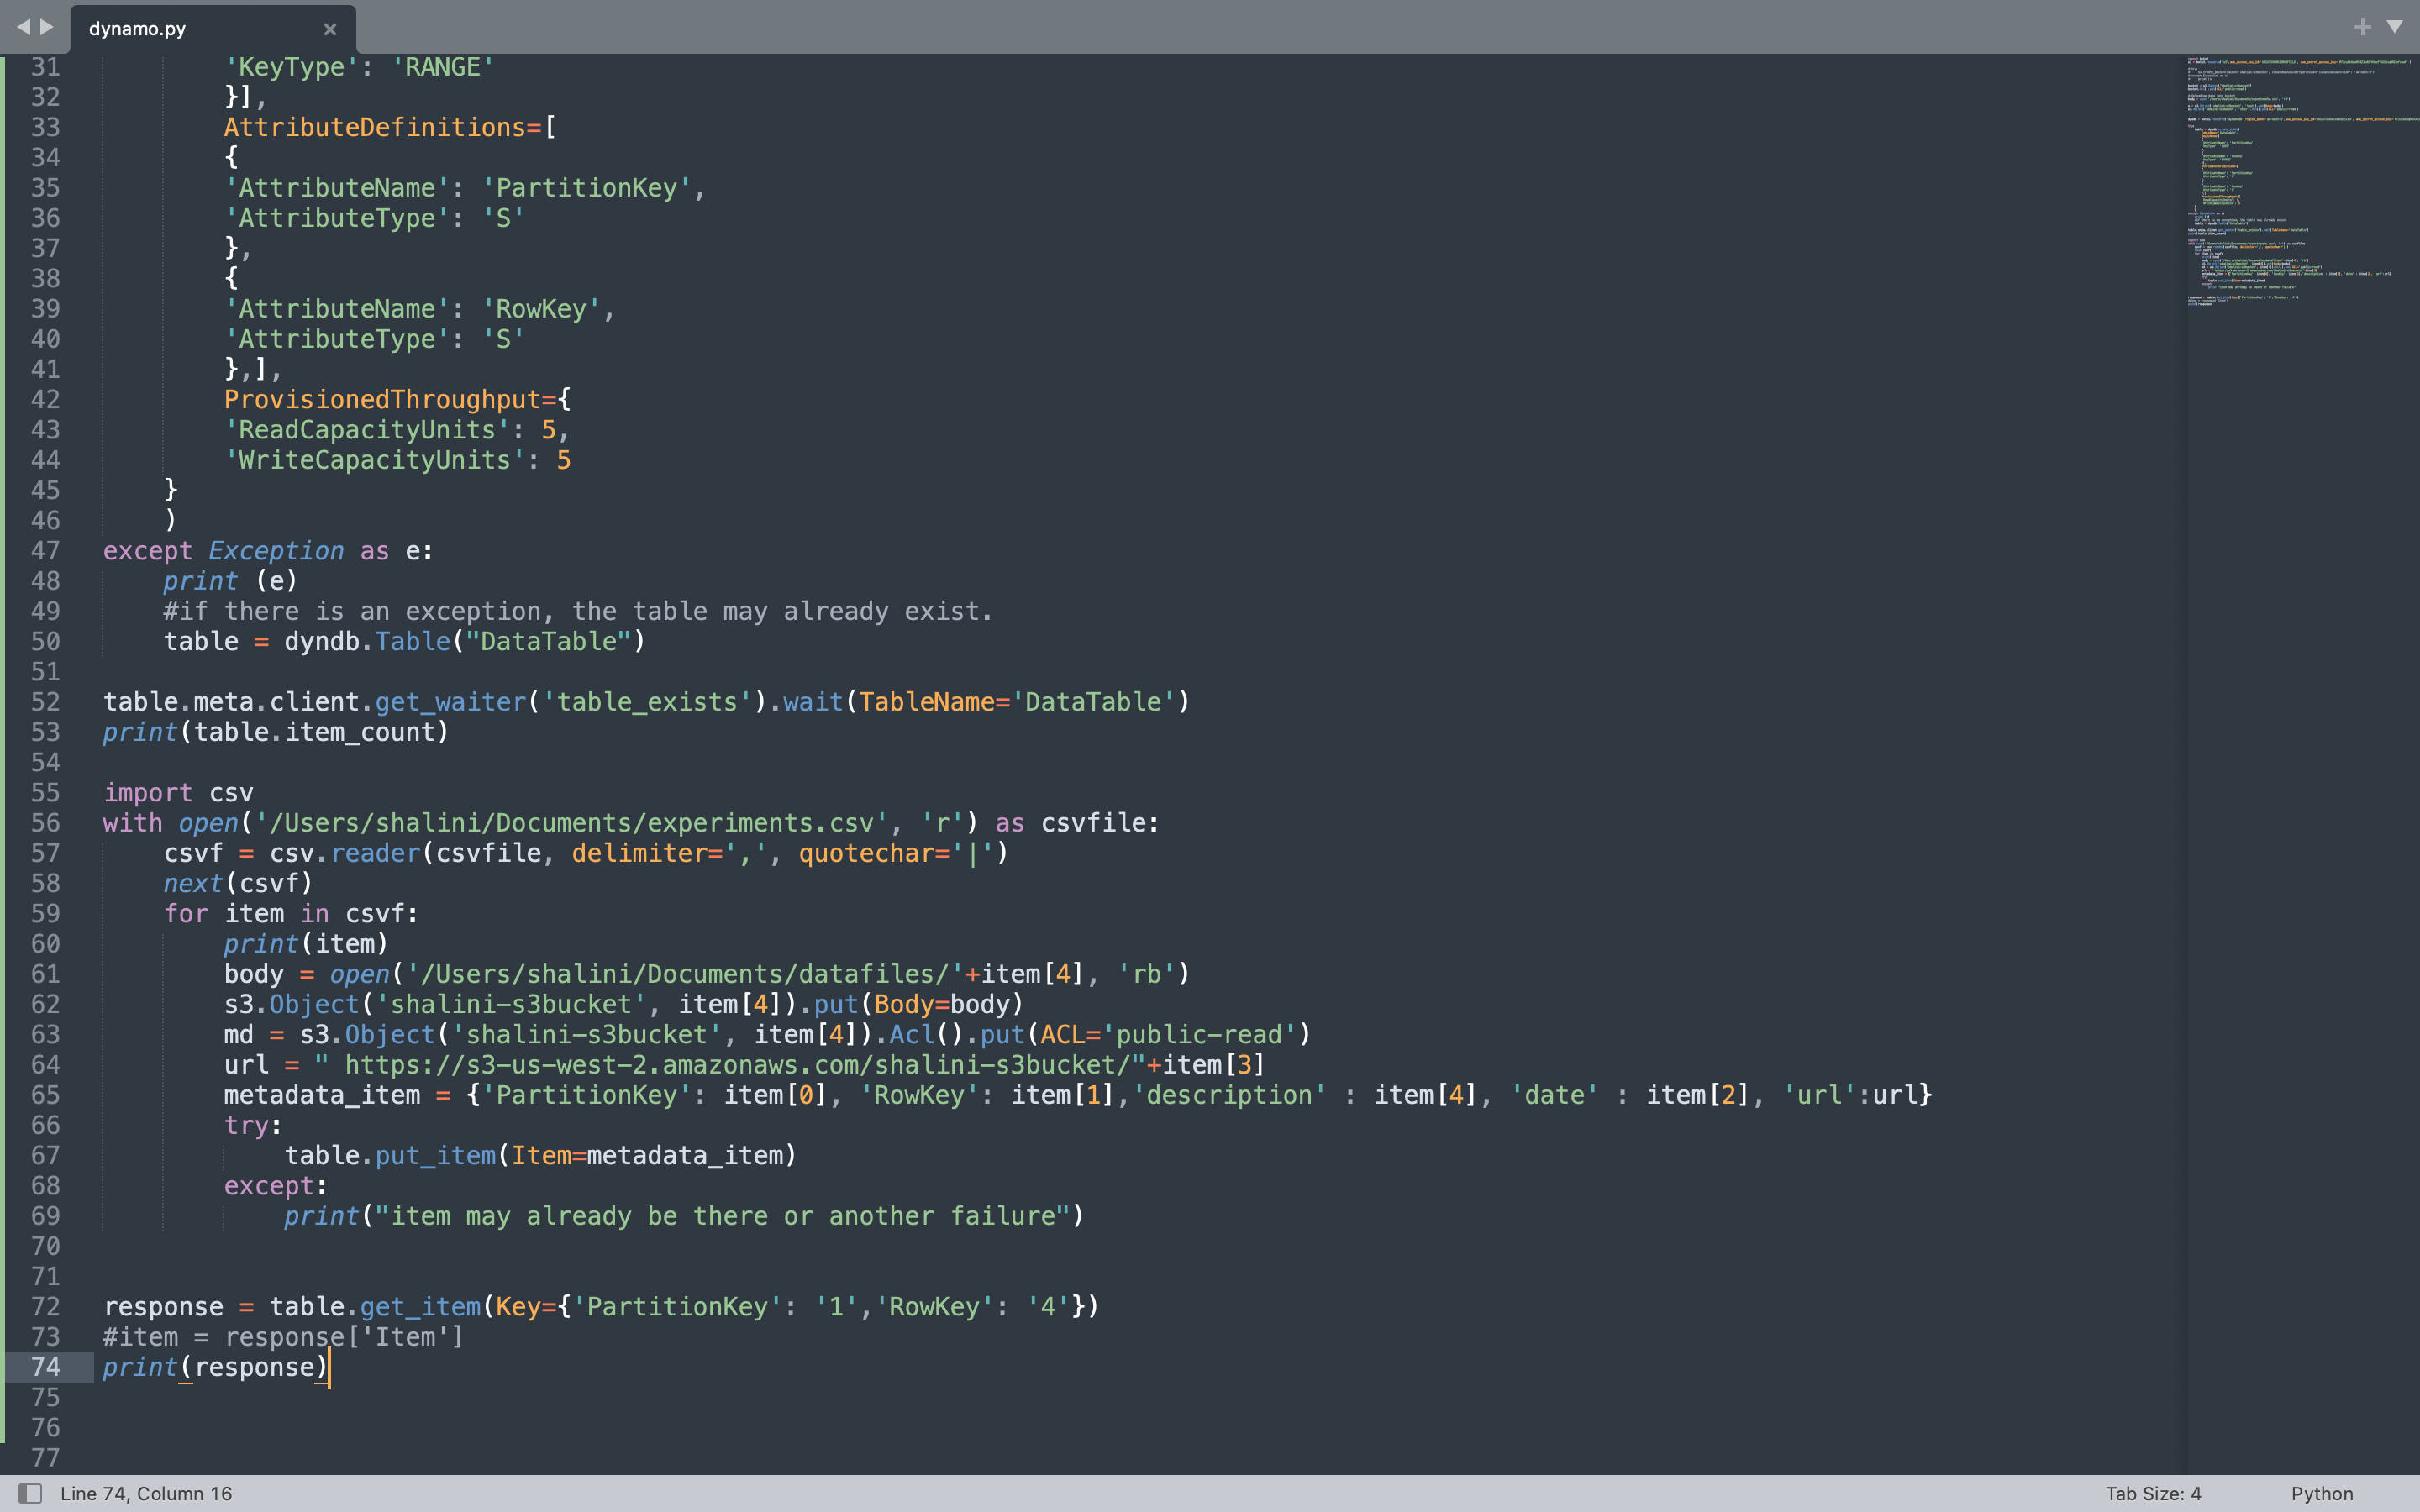 dynamo.py
31 'KeyType': 'RANGE'
32 }],
33 AttributeDefinitions=[
34 {
35 'AttributeName': 'PartitionKey',
36 'AttributeType': 'S'
37 },
38 {
39 'AttributeName': 'RowKey',
40 'AttributeType': 'S'
41 },],
42 ProvisionedThroughput={
43 'ReadCapacityUnits': 5,
44 'WriteCapacityUnits': 5
45 }
46 )
47 except Exception as e:
48 print (e)
49 #if there is an exception, the table may already exist.
50 table = dyndb.Table("DataTable")
51
52 table.meta.client.get_waiter('table_exists').wait(TableName='DataTable')
53 print(table.item_count)
54
55 import csv
56 with open('/Users/shalini/Documents/experiments.csv', 'r') as csvfile:
57 csvf = csv.reader(csvfile, delimiter=',', quotechar='|')
58 next(csvf)
59 for item in csvf:
60 print(item)
61 body = open('/Users/shalini/Documents/datafiles/'+item[4], 'rb')
62 s3.Object('shalini-s3bucket', item[4]).put(Body=body)
63 md = s3.Object('shalini-s3bucket', item[4]).Acl().put(ACL='public-read')
64 url = " https://s3-us-west-2.amazonaws.com/shalini-s3bucket/"+item[3]
65 metadata_item = {'PartitionKey': item[0], 'RowKey': item[1],'description' : item[4], 'date' : item[2], 'url':url}
66 try:
67 table.put_item(Item=metadata_item)
68 except:
69 print("item may already be there or another failure")
70
71
72 response = table.get_item(Key={'PartitionKey': '1','RowKey': '4'})
73 #item = response['Item']
74 print(response)
75
76
77
Line 74, Column 16
Tab Size: 4
Python